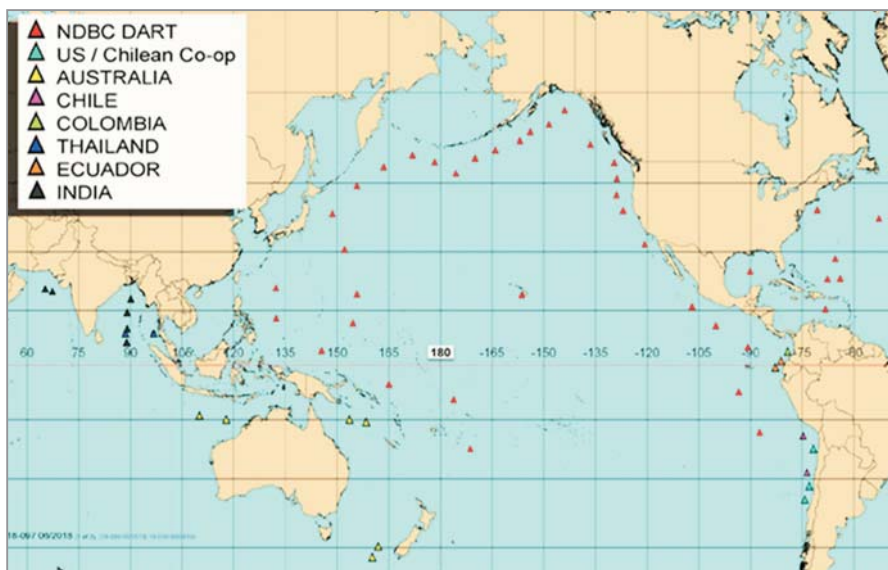 NDBC DART
US / Chilean Co-op
AUSTRALIA
CHILE
COLOMBIA
THAILAND
ECUADOR
INDIA
60 75 90 105 120 135 150 165 180 -165 -150 -135 -120 -105 -90 -75 -60